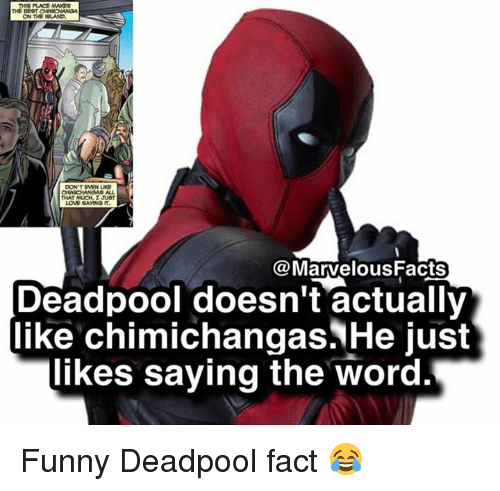 THIS PLACE MAKES
THE BEST CHIMICHANGA
ON THE ISLAND.
DON'T EVEN LIKE
CHIMICHANGAS ALL
THAT MUCH. I JUST
LOVE SAYING IT.
@MarvelousFacts
Deadpool doesn't actually
like chimichangas. He just
likes saying the word.
Funny Deadpool fact 😂